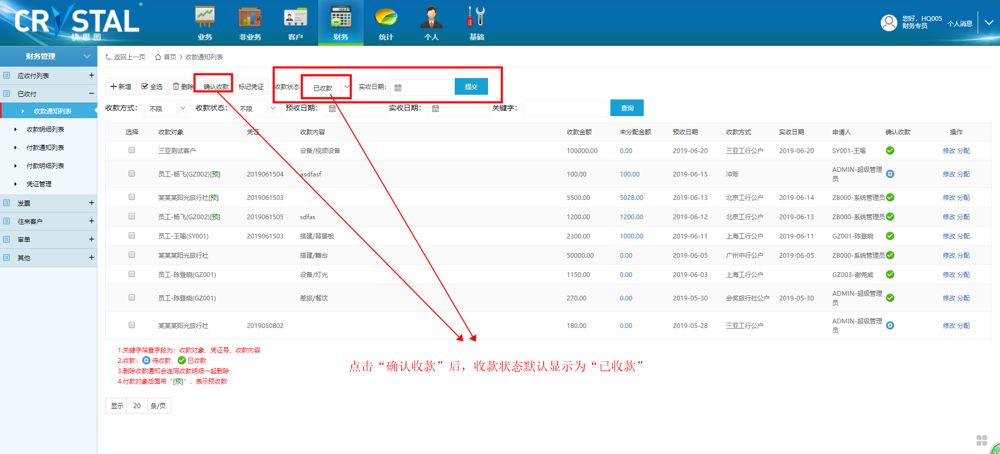 CRYSTAL ®
快思图
业务 非业务 客户 财务 统计 个人 基础
您好，HQ005
财务专员
个人消息
财务管理
应收付列表 +
已收付 −
收款通知列表
收款明细列表
付款通知列表
付款明细列表
凭证管理
发票 +
往来客户 +
审单 +
其他 +
返回上一页 首页 > 收款通知列表
新增 全选 删除 确认收款 标记凭证 收款状态: 已收款 实收日期: 提交
收款方式: 不限 收款状态: 不限 预收日期: 实收日期: 关键字: 查询
选择 收款对象 凭证 收款内容 收款金额 未分配金额 预收日期 收款方式 实收日期 申请人 确认收款 操作
三亚测试客户 设备/视频设备 100000.00 0.00 2019-06-20 三亚工行公户 2019-06-20 SY001-王喻 修改 分配
员工-杨飞(GZ002)[预] 2019061504 asdfasf 100.00 100.00 2019-06-15 冲账 ADMIN-超级管理员 修改 分配
某某某阳光旅行社[预] 2019061503 5500.00 5028.00 2019-06-13 北京工行公户 2019-06-14 ZB000-系统管理员 修改 分配
员工-杨飞(GZ002)[预] 2019061505 sdfas 1200.00 1200.00 2019-06-12 北京工行公户 2019-06-13 ZB000-系统管理员 修改 分配
员工-王喻(SY001) 2019061503 搭建/背景板 2300.00 1000.00 2019-06-11 上海工行公户 2019-06-11 GZ001-陈登晓 修改 分配
某某某阳光旅行社 搭建/舞台 50000.00 0.00 2019-06-05 广州中行公户 2019-06-05 ZB000-系统管理员 修改 分配
员工-陈登晓(GZ001) 设备/灯光 1150.00 0.00 2019-06-03 上海工行公户 GZ003-谢尧威 修改 分配
员工-陈登晓(GZ001) 差旅/餐饮 270.00 0.00 2019-05-30 会奖旅行社公户 2019-05-30 ADMIN-超级管理员 修改 分配
某某某阳光旅行社 2019050802 180.00 0.00 2019-05-28 三亚工行公户 ADMIN-超级管理员 修改 分配
1.关键字筛查字段为：收款对象、凭证号、收款内容
2.收款： 待收款， 已收款
3.删除收款通知会连同收款明细一起删除
4.付款对象后面带“[预]”，表示预收款
点击“确认收款”后，收款状态默认显示为“已收款”
显示 20 条/页